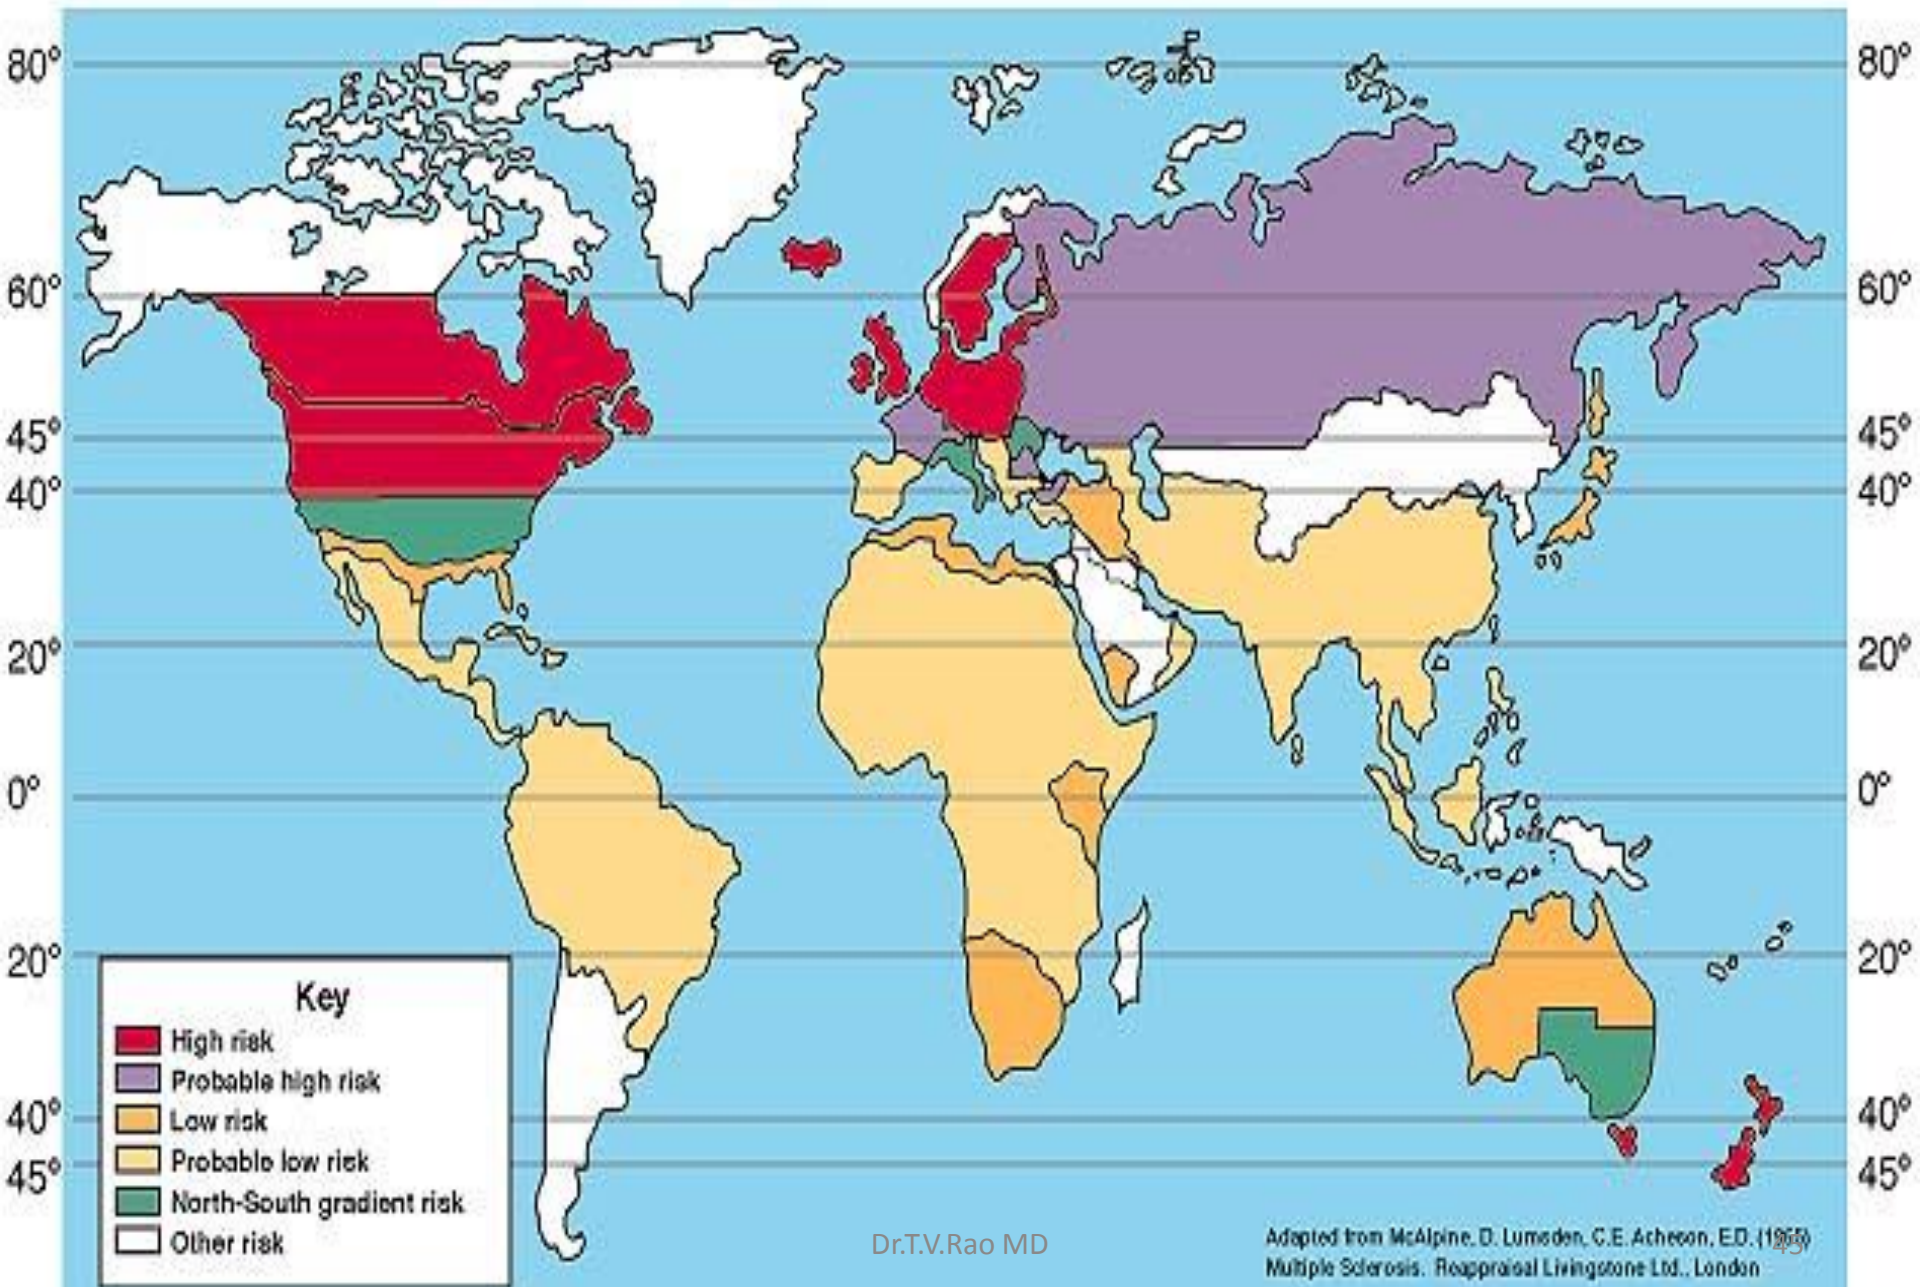 80°
80°
60°
60°
45°
45°
40°
40°
20°
20°
0°
0°
20°
20°
40°
40°
45°
45°
Key
High risk
Probable high risk
Low risk
Probable low risk
North-South gradient risk
Other risk
Dr.T.V.Rao MD
Adapted from McAlpine. D. Lumsden, C.E. Acheson, E.D.
Multiple Sclerosis. Reappraisal Livingstone Ltd., London